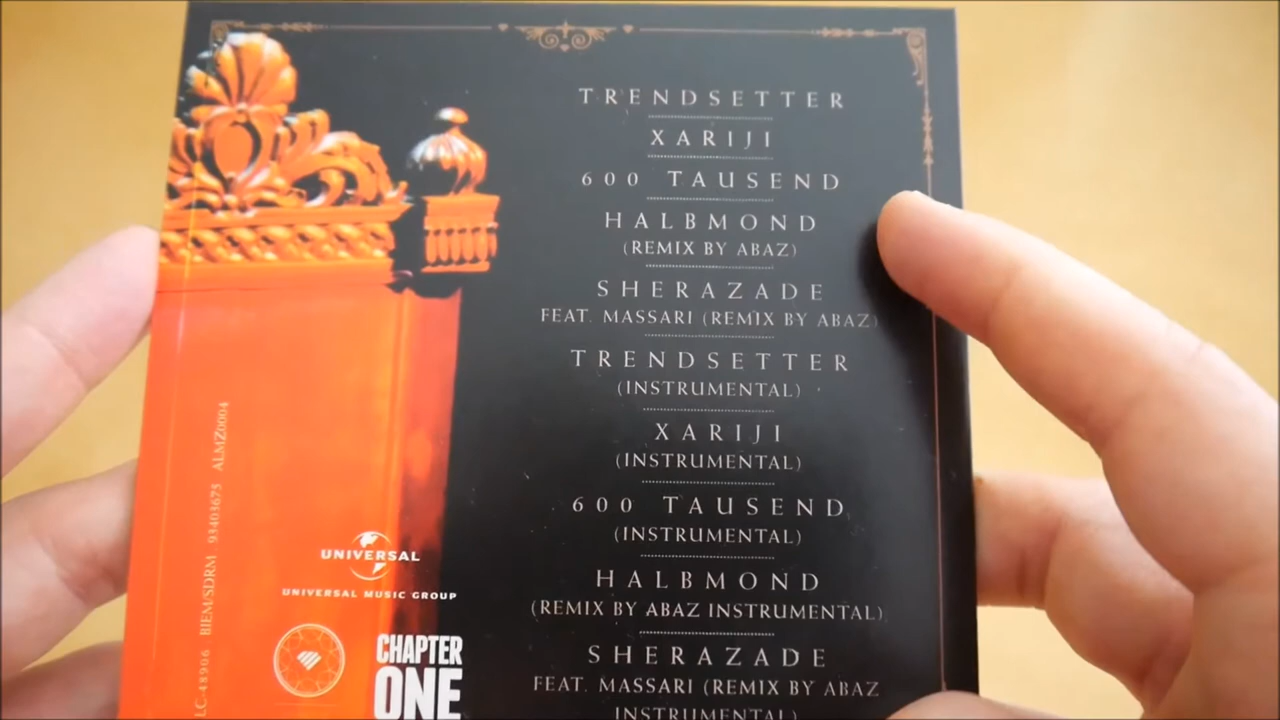 TRENDSETTER
XARIJI
600 TAUSEND
HALBMOND
(REMIX BY ABAZ)
SHERAZADE
FEAT. MASSARI (REMIX BY ABAZ)
TRENDSETTER
(INSTRUMENTAL)
XARIJI
(INSTRUMENTAL)
600 TAUSEND
(INSTRUMENTAL)
HALBMOND
(REMIX BY ABAZ INSTRUMENTAL)
SHERAZADE
FEAT. MASSARI (REMIX BY ABAZ
INSTRUMENTAL)
LC-48906 BIEM/SDRM 93403675 ALMZ0004
UNIVERSAL
UNIVERSAL MUSIC GROUP
CHAPTER
ONE